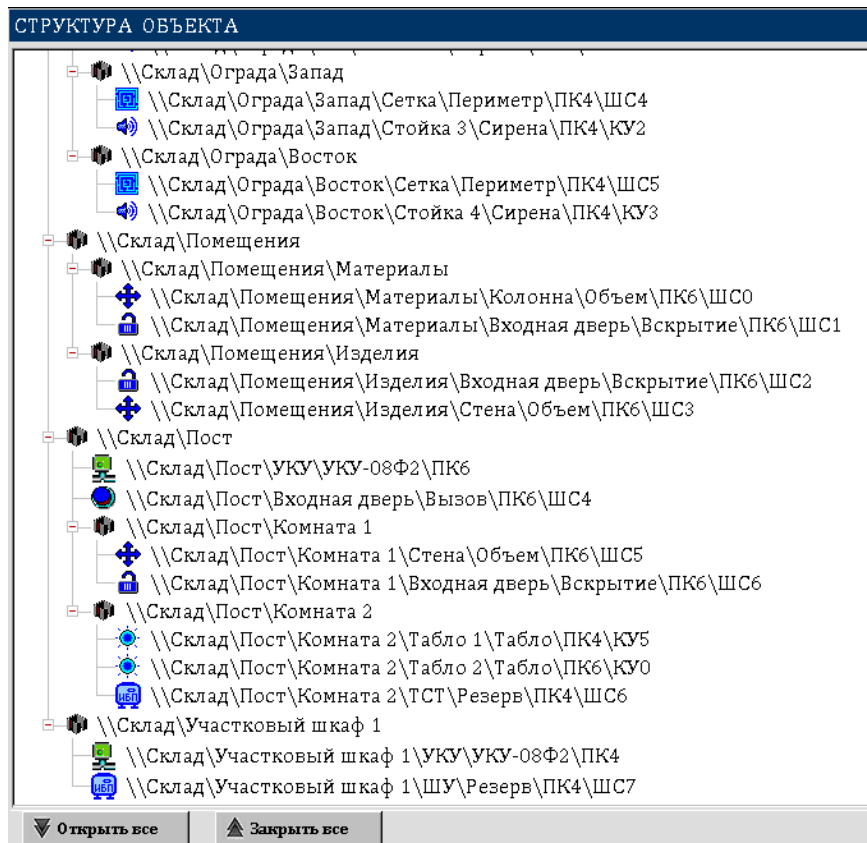 СТРУКТУРА ОБЪЕКТА
\\Склад\Ограда\Запад
\\Склад\Ограда\Запад\Сетка\Периметр\ПК4\ШС4
\\Склад\Ограда\Запад\Стойка 3\Сирена\ПК4\КУ2
\\Склад\Ограда\Восток
\\Склад\Ограда\Восток\Сетка\Периметр\ПК4\ШС5
\\Склад\Ограда\Восток\Стойка 4\Сирена\ПК4\КУ3
\\Склад\Помещения
\\Склад\Помещения\Материалы
\\Склад\Помещения\Материалы\Колонна\Объем\ПК6\ШС0
\\Склад\Помещения\Материалы\Входная дверь\Вскрытие\ПК6\ШС1
\\Склад\Помещения\Изделия
\\Склад\Помещения\Изделия\Входная дверь\Вскрытие\ПК6\ШС2
\\Склад\Помещения\Изделия\Стена\Объем\ПК6\ШС3
\\Склад\Пост
\\Склад\Пост\УКУ\УКУ-08Ф2\ПК6
\\Склад\Пост\Входная дверь\Вызов\ПК6\ШС4
\\Склад\Пост\Комната 1
\\Склад\Пост\Комната 1\Стена\Объем\ПК6\ШС5
\\Склад\Пост\Комната 1\Входная дверь\Вскрытие\ПК6\ШС6
\\Склад\Пост\Комната 2
\\Склад\Пост\Комната 2\Табло 1\Табло\ПК4\КУ5
\\Склад\Пост\Комната 2\Табло 2\Табло\ПК6\КУ0
ИБП \\Склад\Пост\Комната 2\ТСТ\Резерв\ПК4\ШС6
\\Склад\Участковый шкаф 1
\\Склад\Участковый шкаф 1\УКУ\УКУ-08Ф2\ПК4
ИБП \\Склад\Участковый шкаф 1\ШУ\Резерв\ПК4\ШС7
Открыть все Закрыть все